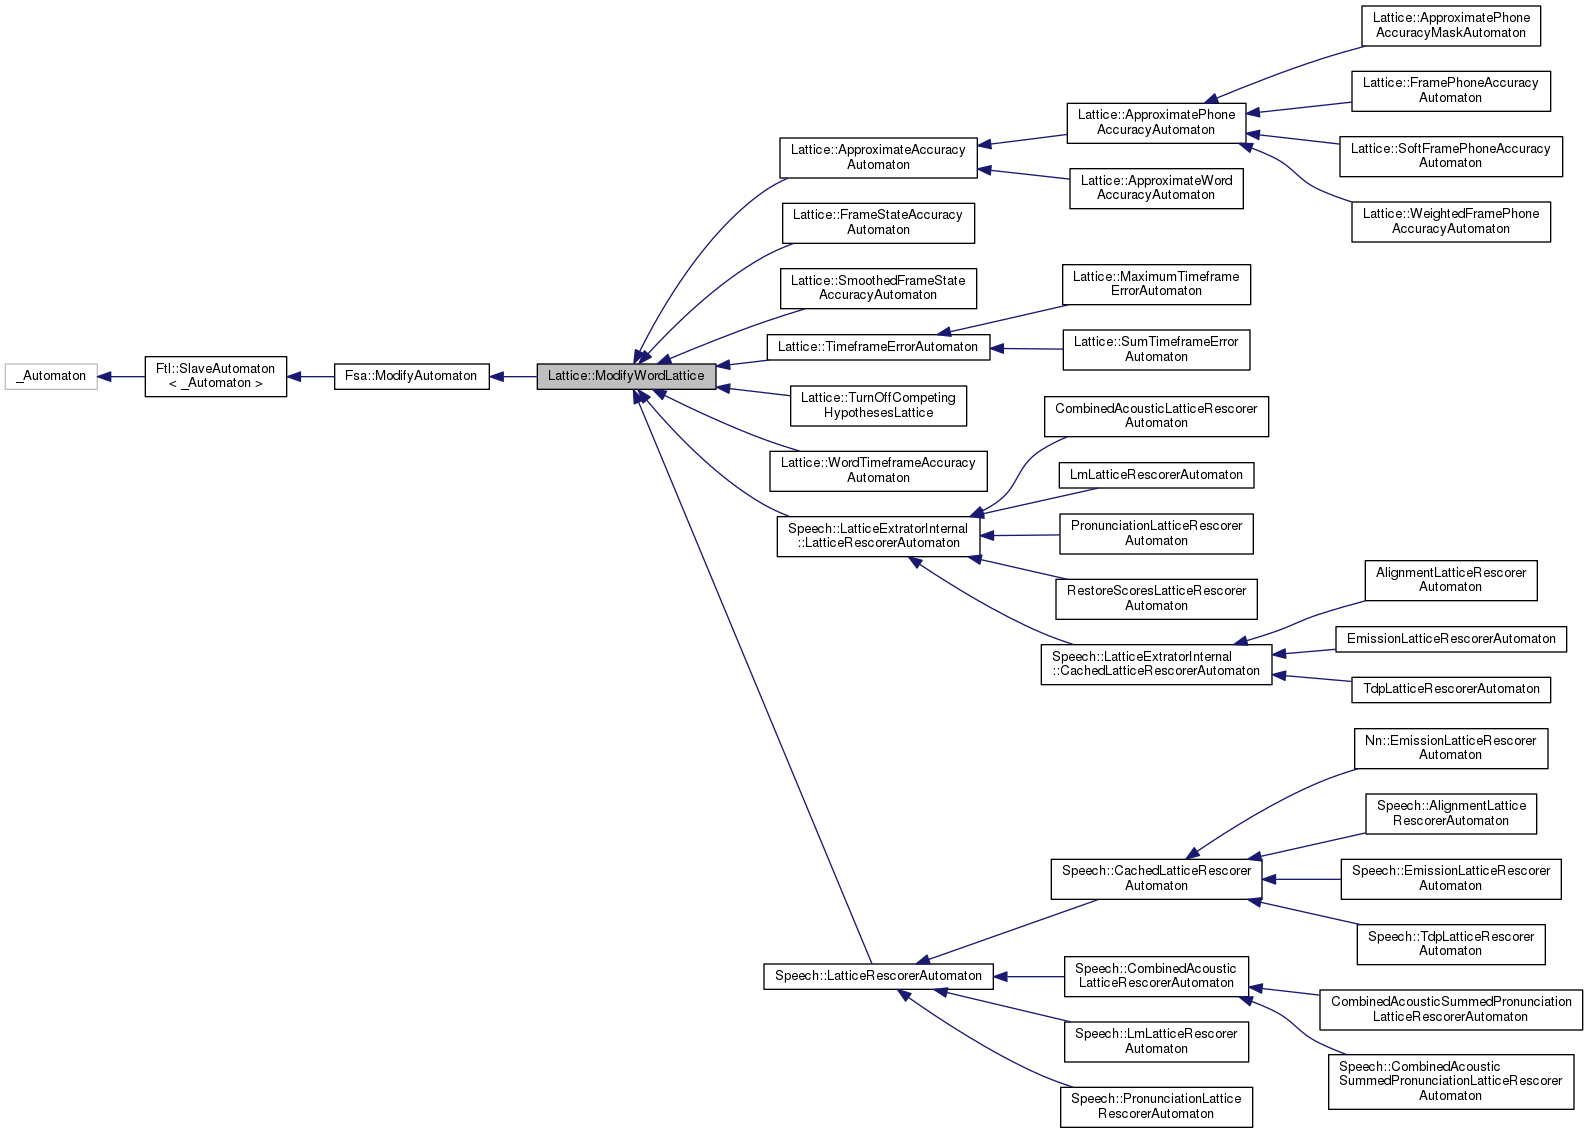 _Automaton
Ftl::SlaveAutomaton
< _Automaton >
Fsa::ModifyAutomaton
Lattice::ModifyWordLattice
Lattice::ApproximateAccuracy
Automaton
Lattice::FrameStateAccuracy
Automaton
Lattice::SmoothedFrameState
AccuracyAutomaton
Lattice::TimeframeErrorAutomaton
Lattice::TurnOffCompeting
HypothesesLattice
Lattice::WordTimeframeAccuracy
Automaton
Speech::LatticeExtratorInternal
::LatticeRescorerAutomaton
Speech::LatticeRescorerAutomaton
Lattice::ApproximatePhone
AccuracyAutomaton
Lattice::ApproximateWord
AccuracyAutomaton
Lattice::MaximumTimeframe
ErrorAutomaton
Lattice::SumTimeframeError
Automaton
CombinedAcousticLatticeRescorer
Automaton
LmLatticeRescorerAutomaton
PronunciationLatticeRescorer
Automaton
RestoreScoresLatticeRescorer
Automaton
Speech::LatticeExtratorInternal
::CachedLatticeRescorerAutomaton
Speech::CachedLatticeRescorer
Automaton
Speech::CombinedAcoustic
LatticeRescorerAutomaton
Speech::LmLatticeRescorer
Automaton
Speech::PronunciationLattice
RescorerAutomaton
Lattice::ApproximatePhone
AccuracyMaskAutomaton
Lattice::FramePhoneAccuracy
Automaton
Lattice::SoftFramePhoneAccuracy
Automaton
Lattice::WeightedFramePhone
AccuracyAutomaton
AlignmentLatticeRescorer
Automaton
EmissionLatticeRescorerAutomaton
TdpLatticeRescorerAutomaton
Nn::EmissionLatticeRescorer
Automaton
Speech::AlignmentLattice
RescorerAutomaton
Speech::EmissionLatticeRescorer
Automaton
Speech::TdpLatticeRescorer
Automaton
CombinedAcousticSummedPronunciation
LatticeRescorerAutomaton
Speech::CombinedAcoustic
SummedPronunciationLatticeRescorer
Automaton